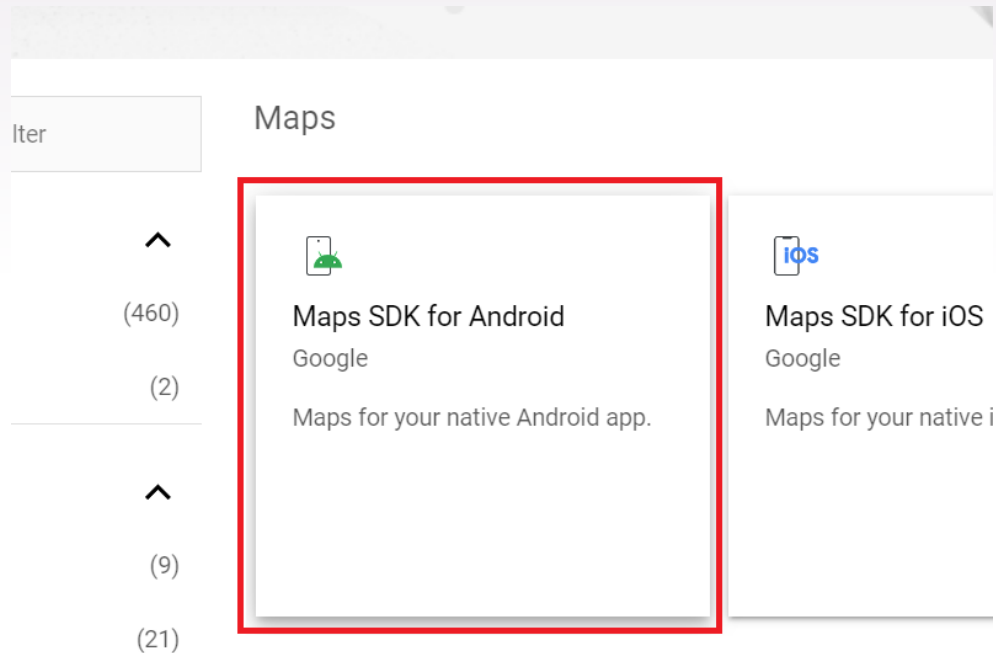 lter
(460)
(2)
(9)
(21)
Maps
Maps SDK for Android
Google
Maps for your native Android app.
iOS
Maps SDK for iOS
Google
Maps for your native i